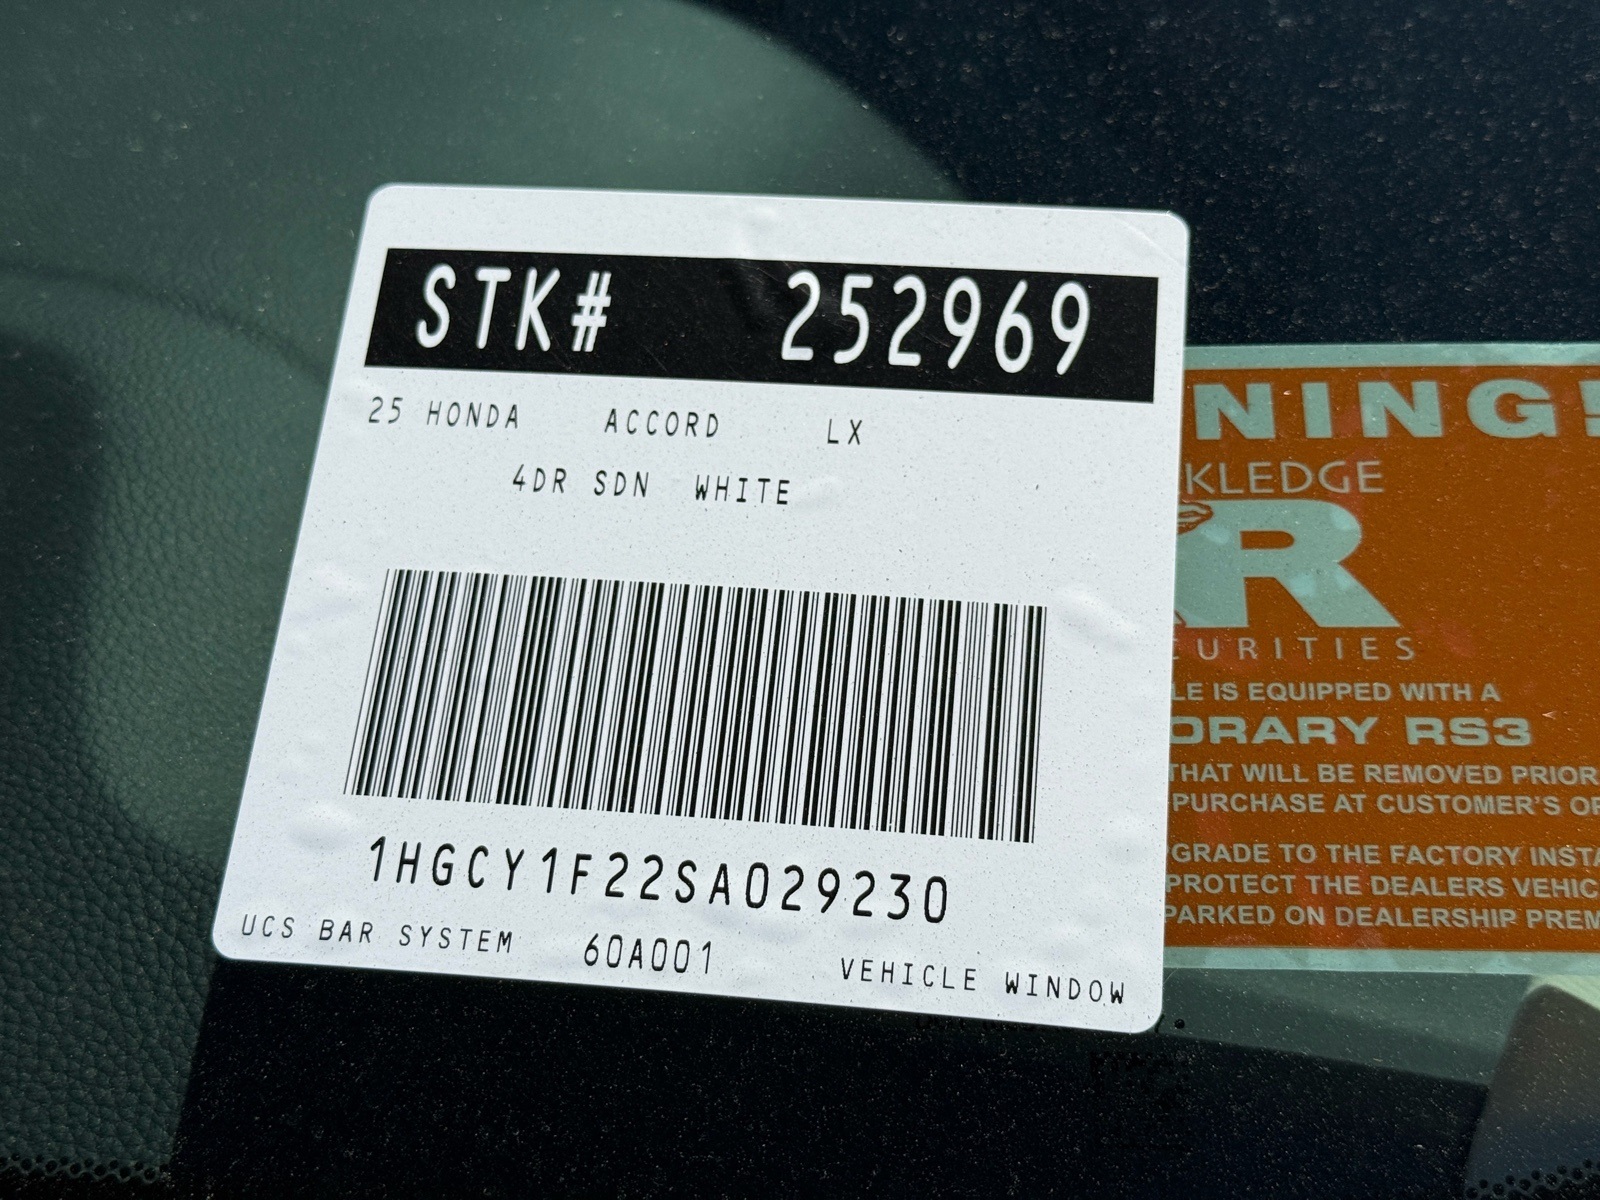 STK# 252969
25 HONDA ACCORD LX
4DR SDN WHITE
1HGCY1F22SA029230
UCS BAR SYSTEM 60A001 VEHICLE WINDOW
NING!
KLEDGE
R
CURITIES
LE IS EQUIPPED WITH A
ORARY RS3
THAT WILL BE REMOVED PRIOR
PURCHASE AT CUSTOMER'S OP
GRADE TO THE FACTORY INSTA
PROTECT THE DEALERS VEHIC
PARKED ON DEALERSHIP PREM